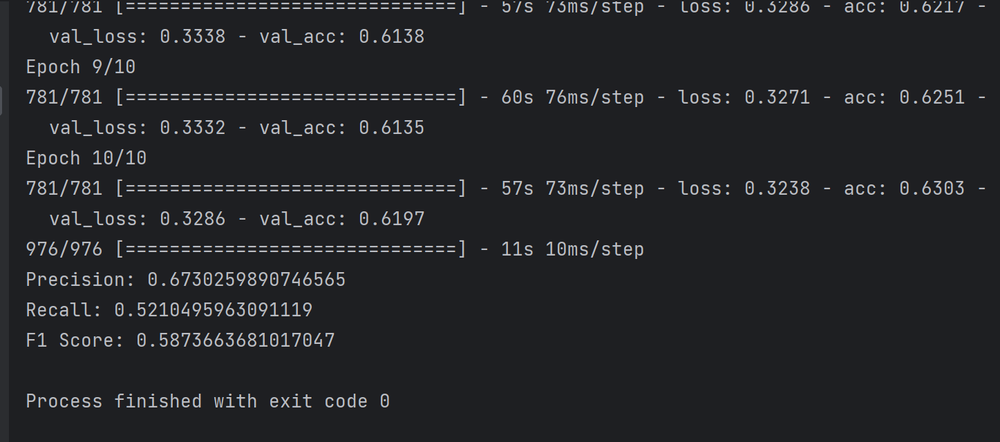 781/781 [==============================] - 57s 73ms/step - loss: 0.3286 - acc: 0.6217 -
val_loss: 0.3338 - val_acc: 0.6138
Epoch 9/10
781/781 [==============================] - 60s 76ms/step - loss: 0.3271 - acc: 0.6251 -
val_loss: 0.3332 - val_acc: 0.6135
Epoch 10/10
781/781 [==============================] - 57s 73ms/step - loss: 0.3238 - acc: 0.6303 -
val_loss: 0.3286 - val_acc: 0.6197
976/976 [==============================] - 11s 10ms/step
Precision: 0.6730259890746565
Recall: 0.5210495963091119
F1 Score: 0.5873663681017047
Process finished with exit code 0